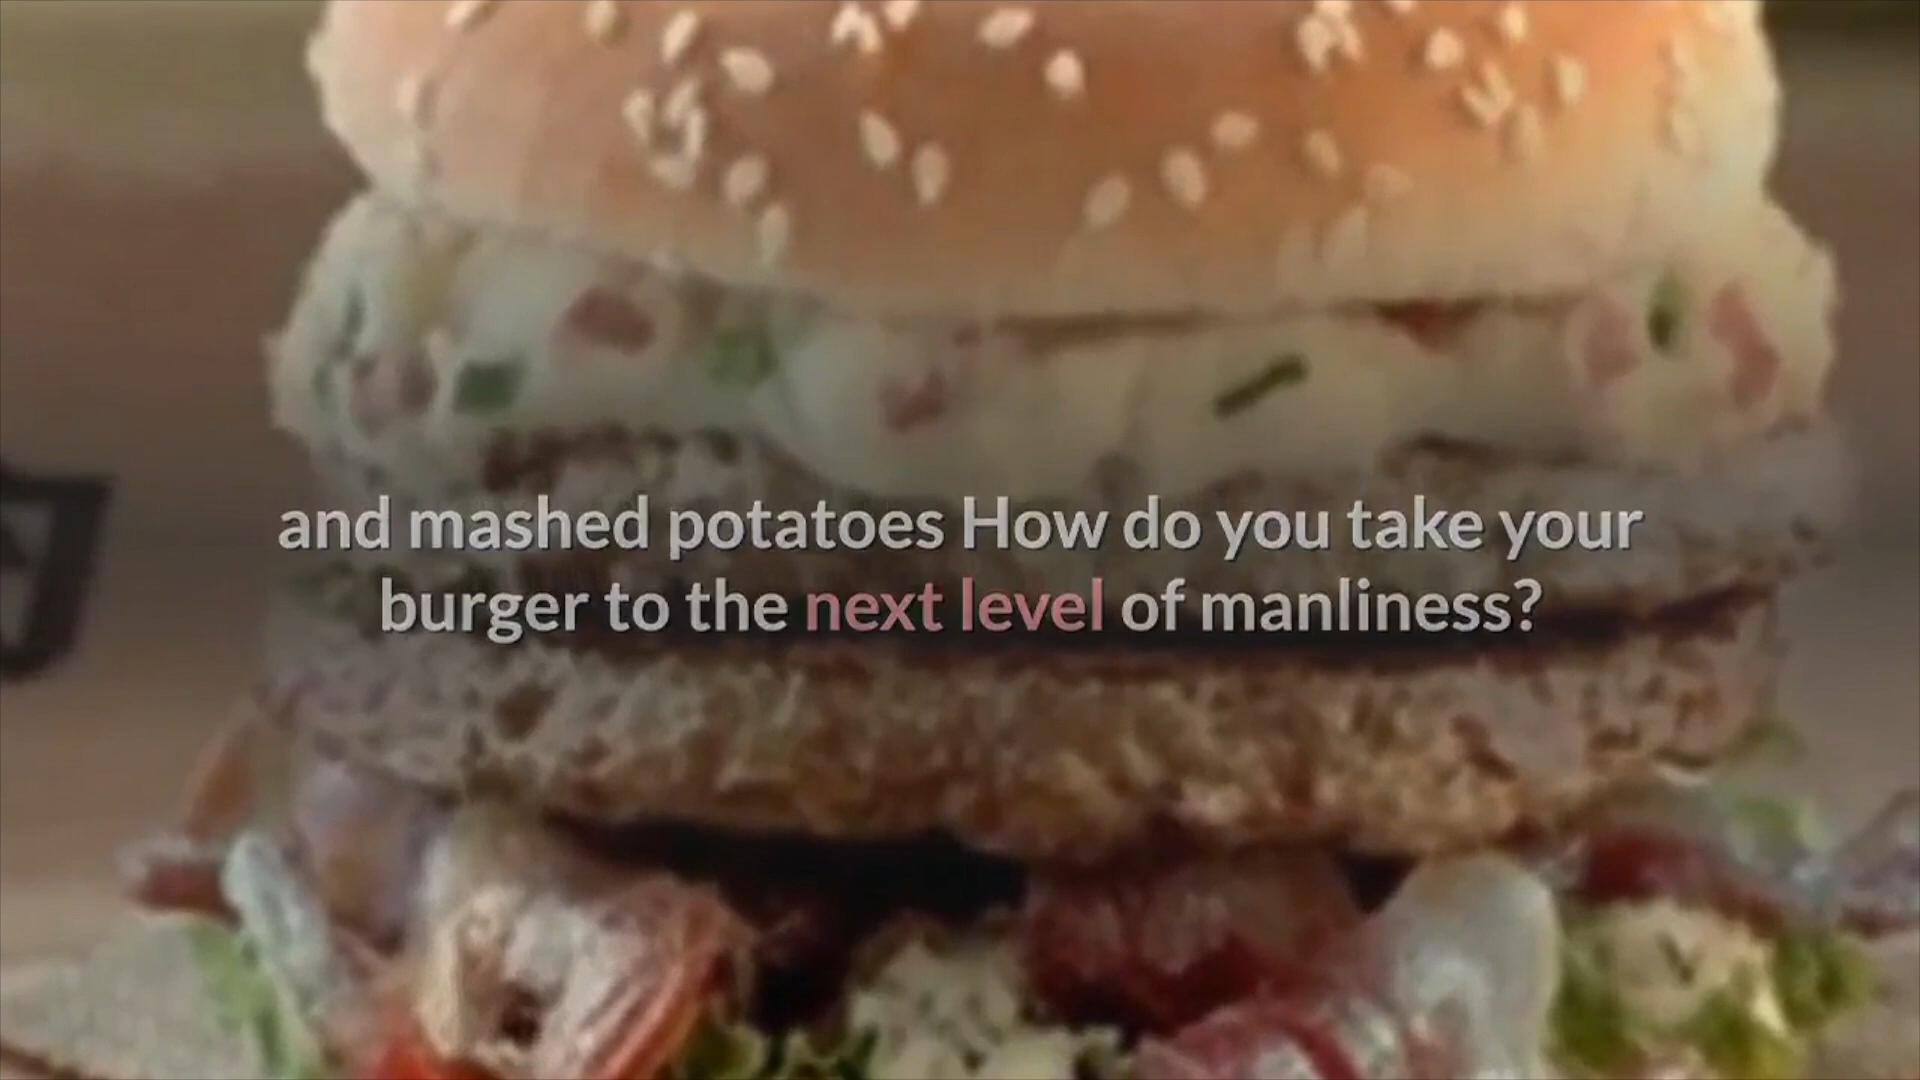 and mashed potatoes How do you take your
burger to the next level of manliness?